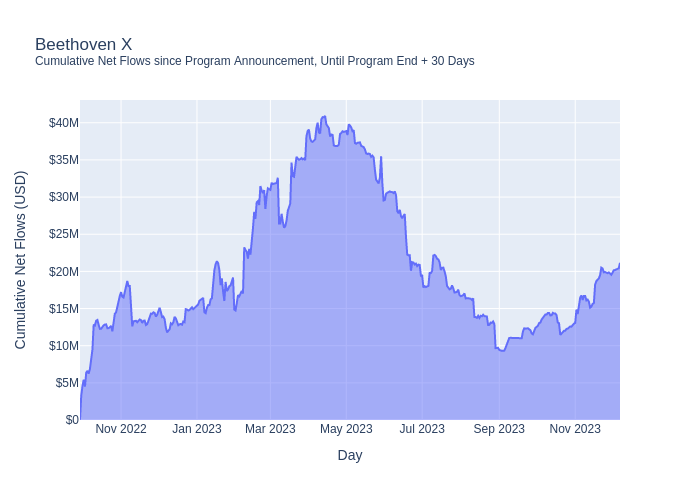 Beethoven X
Cumulative Net Flows since Program Announcement, Until Program End + 30 Days
Cumulative Net Flows (USD)
$40M
$35M
$30M
$25M
$20M
$15M
$10M
$5M
$0
Nov 2022 Jan 2023 Mar 2023 May 2023 Jul 2023 Sep 2023 Nov 2023
Day